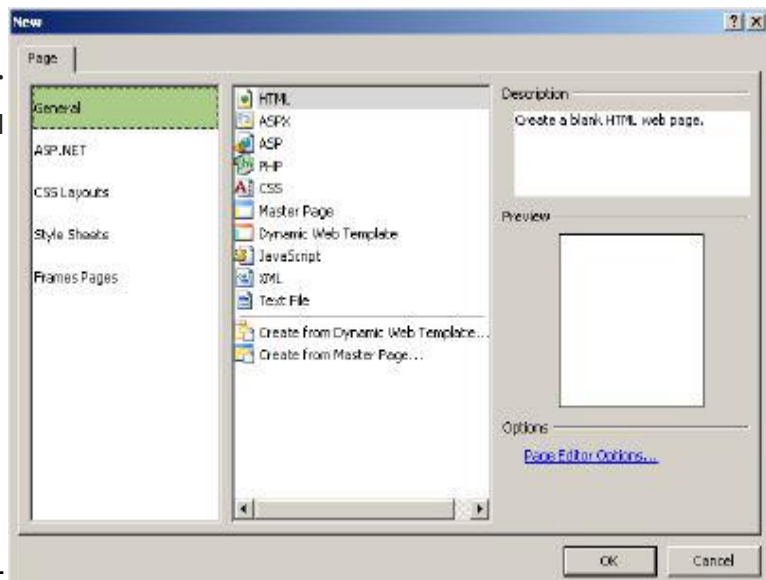 New
Page
General
ASP.NET
CSS Layouts
Style Sheets
Frames Pages
HTML
ASPX
ASP
PHP
CSS
Master Page
Dynamic Web Template
JavaScript
XML
Text File
Create from Dynamic Web Template...
Create from Master Page...
Description
Create a blank HTML web page.
Preview
Options
Page Editor Options...
OK
Cancel